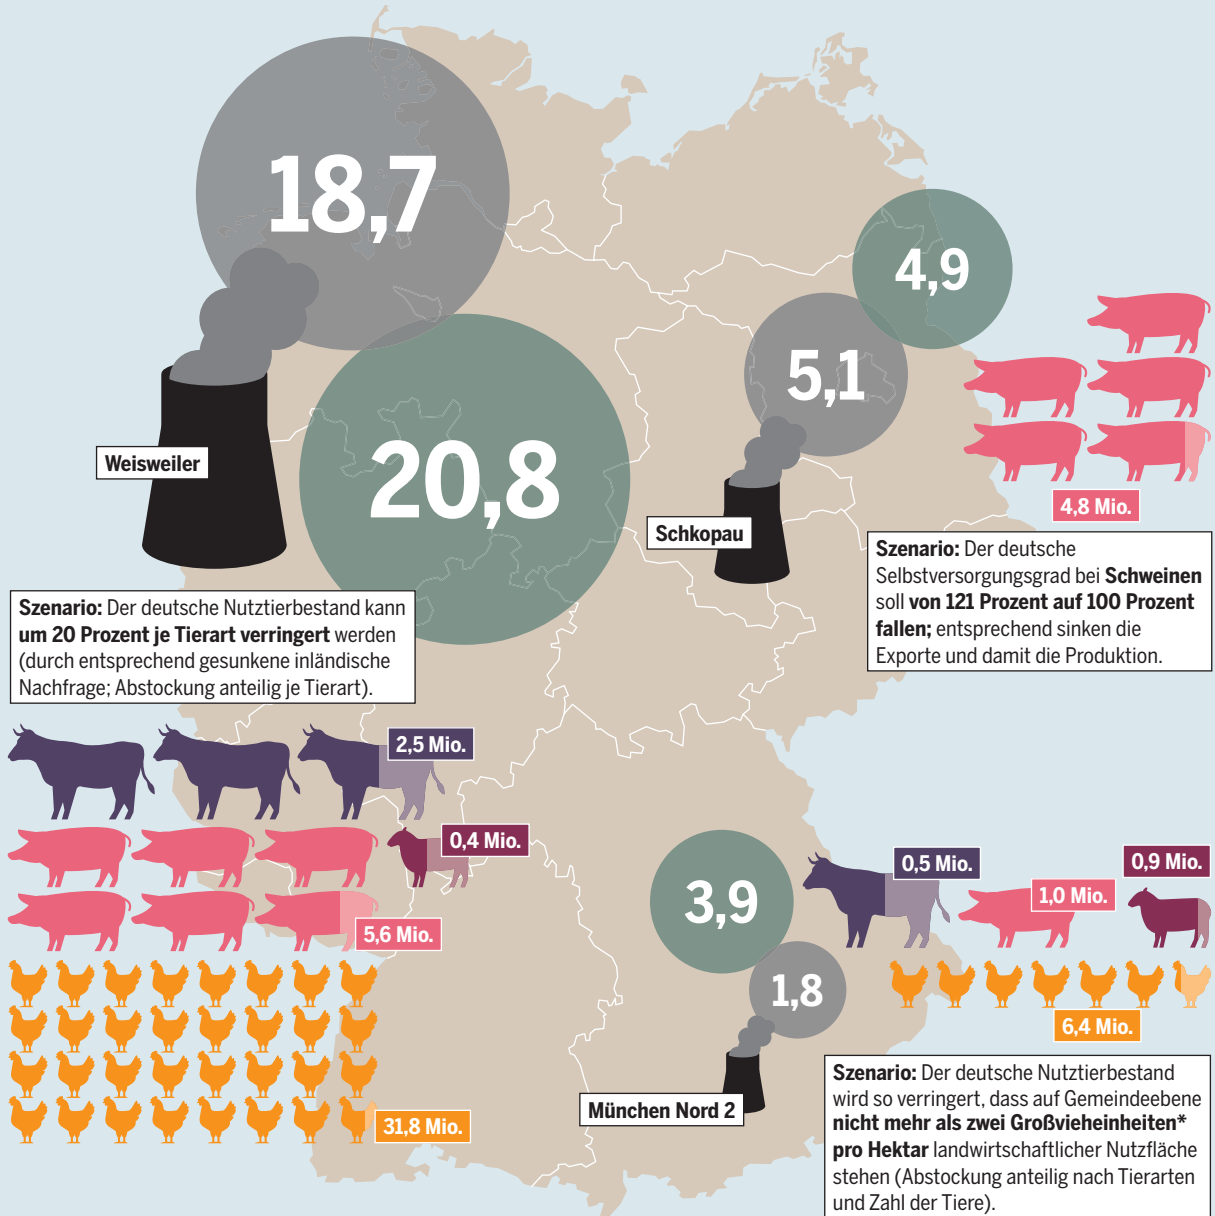 18,7
4,9
5,1
Weisweiler
20,8
4,8 Mio.
Schkopau
Szenario: Der deutsche
Selbstversorgungsgrad bei Schweinen
soll von 121 Prozent auf 100 Prozent
fallen; entsprechend sinken die
Exporte und damit die Produktion.
Szenario: Der deutsche Nutztierbestand kann
um 20 Prozent je Tierart verringert werden
(durch entsprechend gesunkene inländische
Nachfrage; Abstockung anteilig je Tierart).
2,5 Mio.
0,4 Mio.
5,6 Mio.
31,8 Mio.
3,9
0,5 Mio.
1,0 Mio.
0,9 Mio.
1,8
6,4 Mio.
München Nord 2
Szenario: Der deutsche Nutztierbestand
wird so verringert, dass auf Gemeindeebene
nicht mehr als zwei Großvieheinheiten*
pro Hektar landwirtschaftlicher Nutzfläche
stehen (Abstockung anteilig nach Tierarten
und Zahl der Tiere).